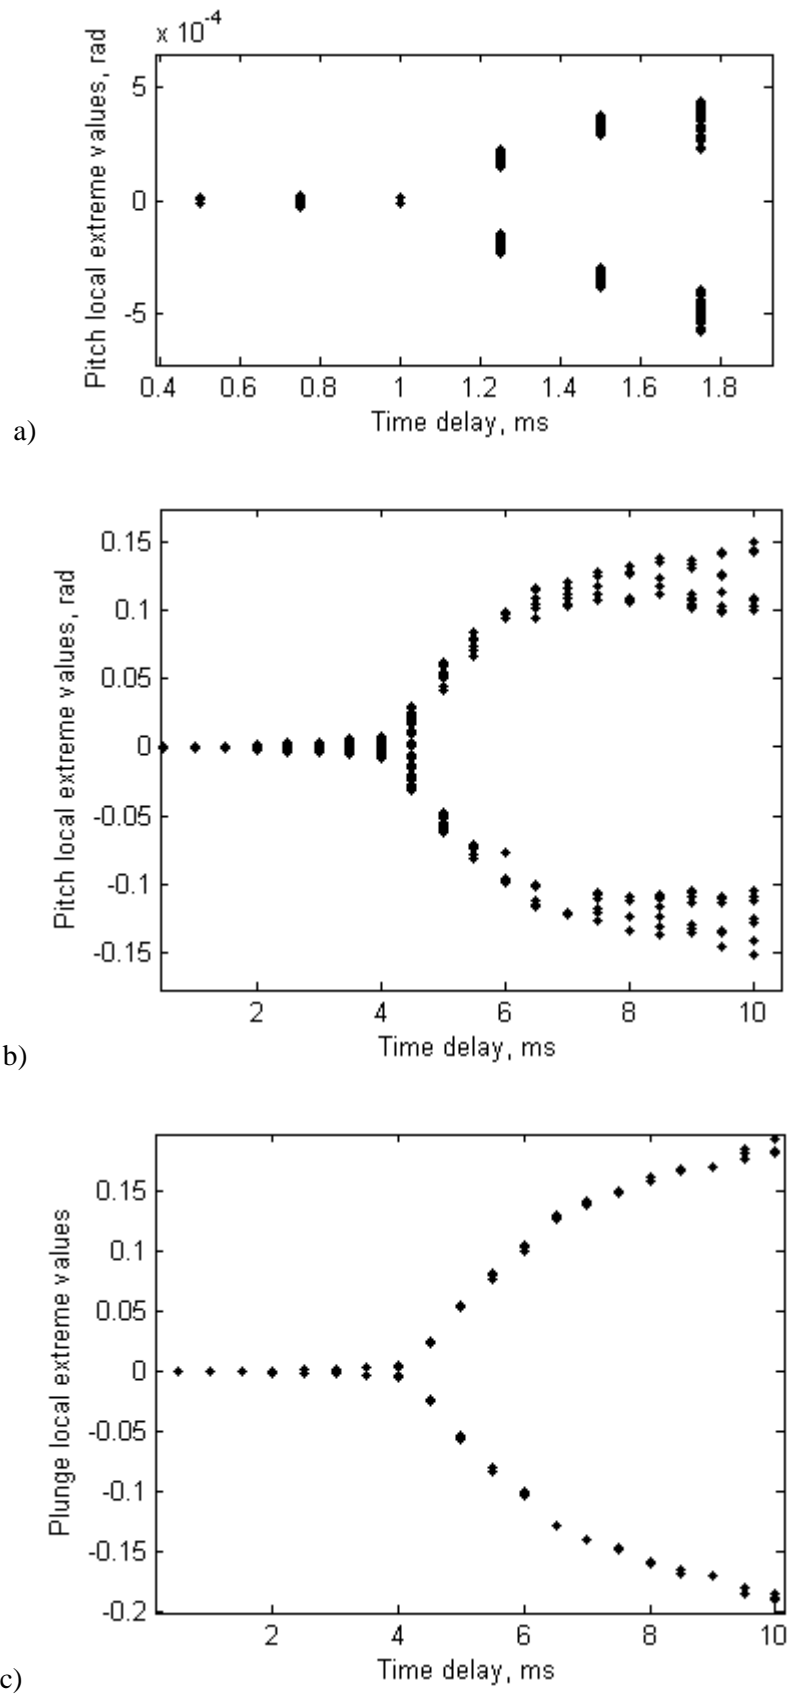 x 10-4
Pitch local extreme values, rad
5
0
-5
0.4 0.6 0.8 1 1.2 1.4 1.6 1.8
Time delay, ms
a)
Pitch local extreme values, rad
0.15
0.1
0.05
0
-0.05
-0.1
-0.15
2 4 6 8 10
Time delay, ms
b)
Plunge local extreme values
0.15
0.1
0.05
0
-0.05
-0.1
-0.15
-0.2
2 4 6 8 10
Time delay, ms
c)